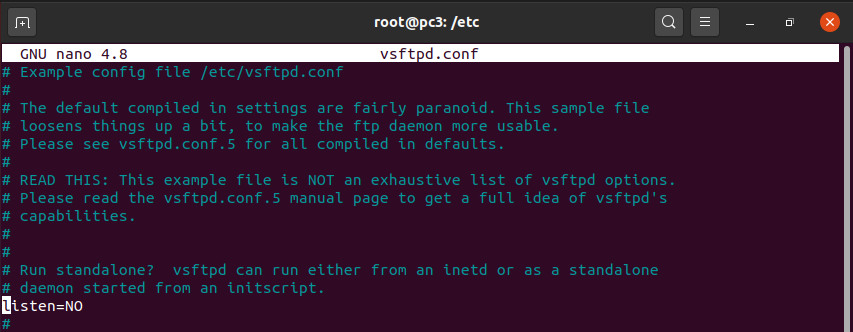 root@pc3: /etc
GNU nano 4.8 vsftpd.conf
# Example config file /etc/vsftpd.conf
#
# The default compiled in settings are fairly paranoid. This sample file
# loosens things up a bit, to make the ftp daemon more usable.
# Please see vsftpd.conf.5 for all compiled in defaults.
#
# READ THIS: This example file is NOT an exhaustive list of vsftpd options.
# Please read the vsftpd.conf.5 manual page to get a full idea of vsftpd's
# capabilities.
#
#
# Run standalone?  vsftpd can run either from an inetd or as a standalone
# daemon started from an initscript.
listen=NO
#